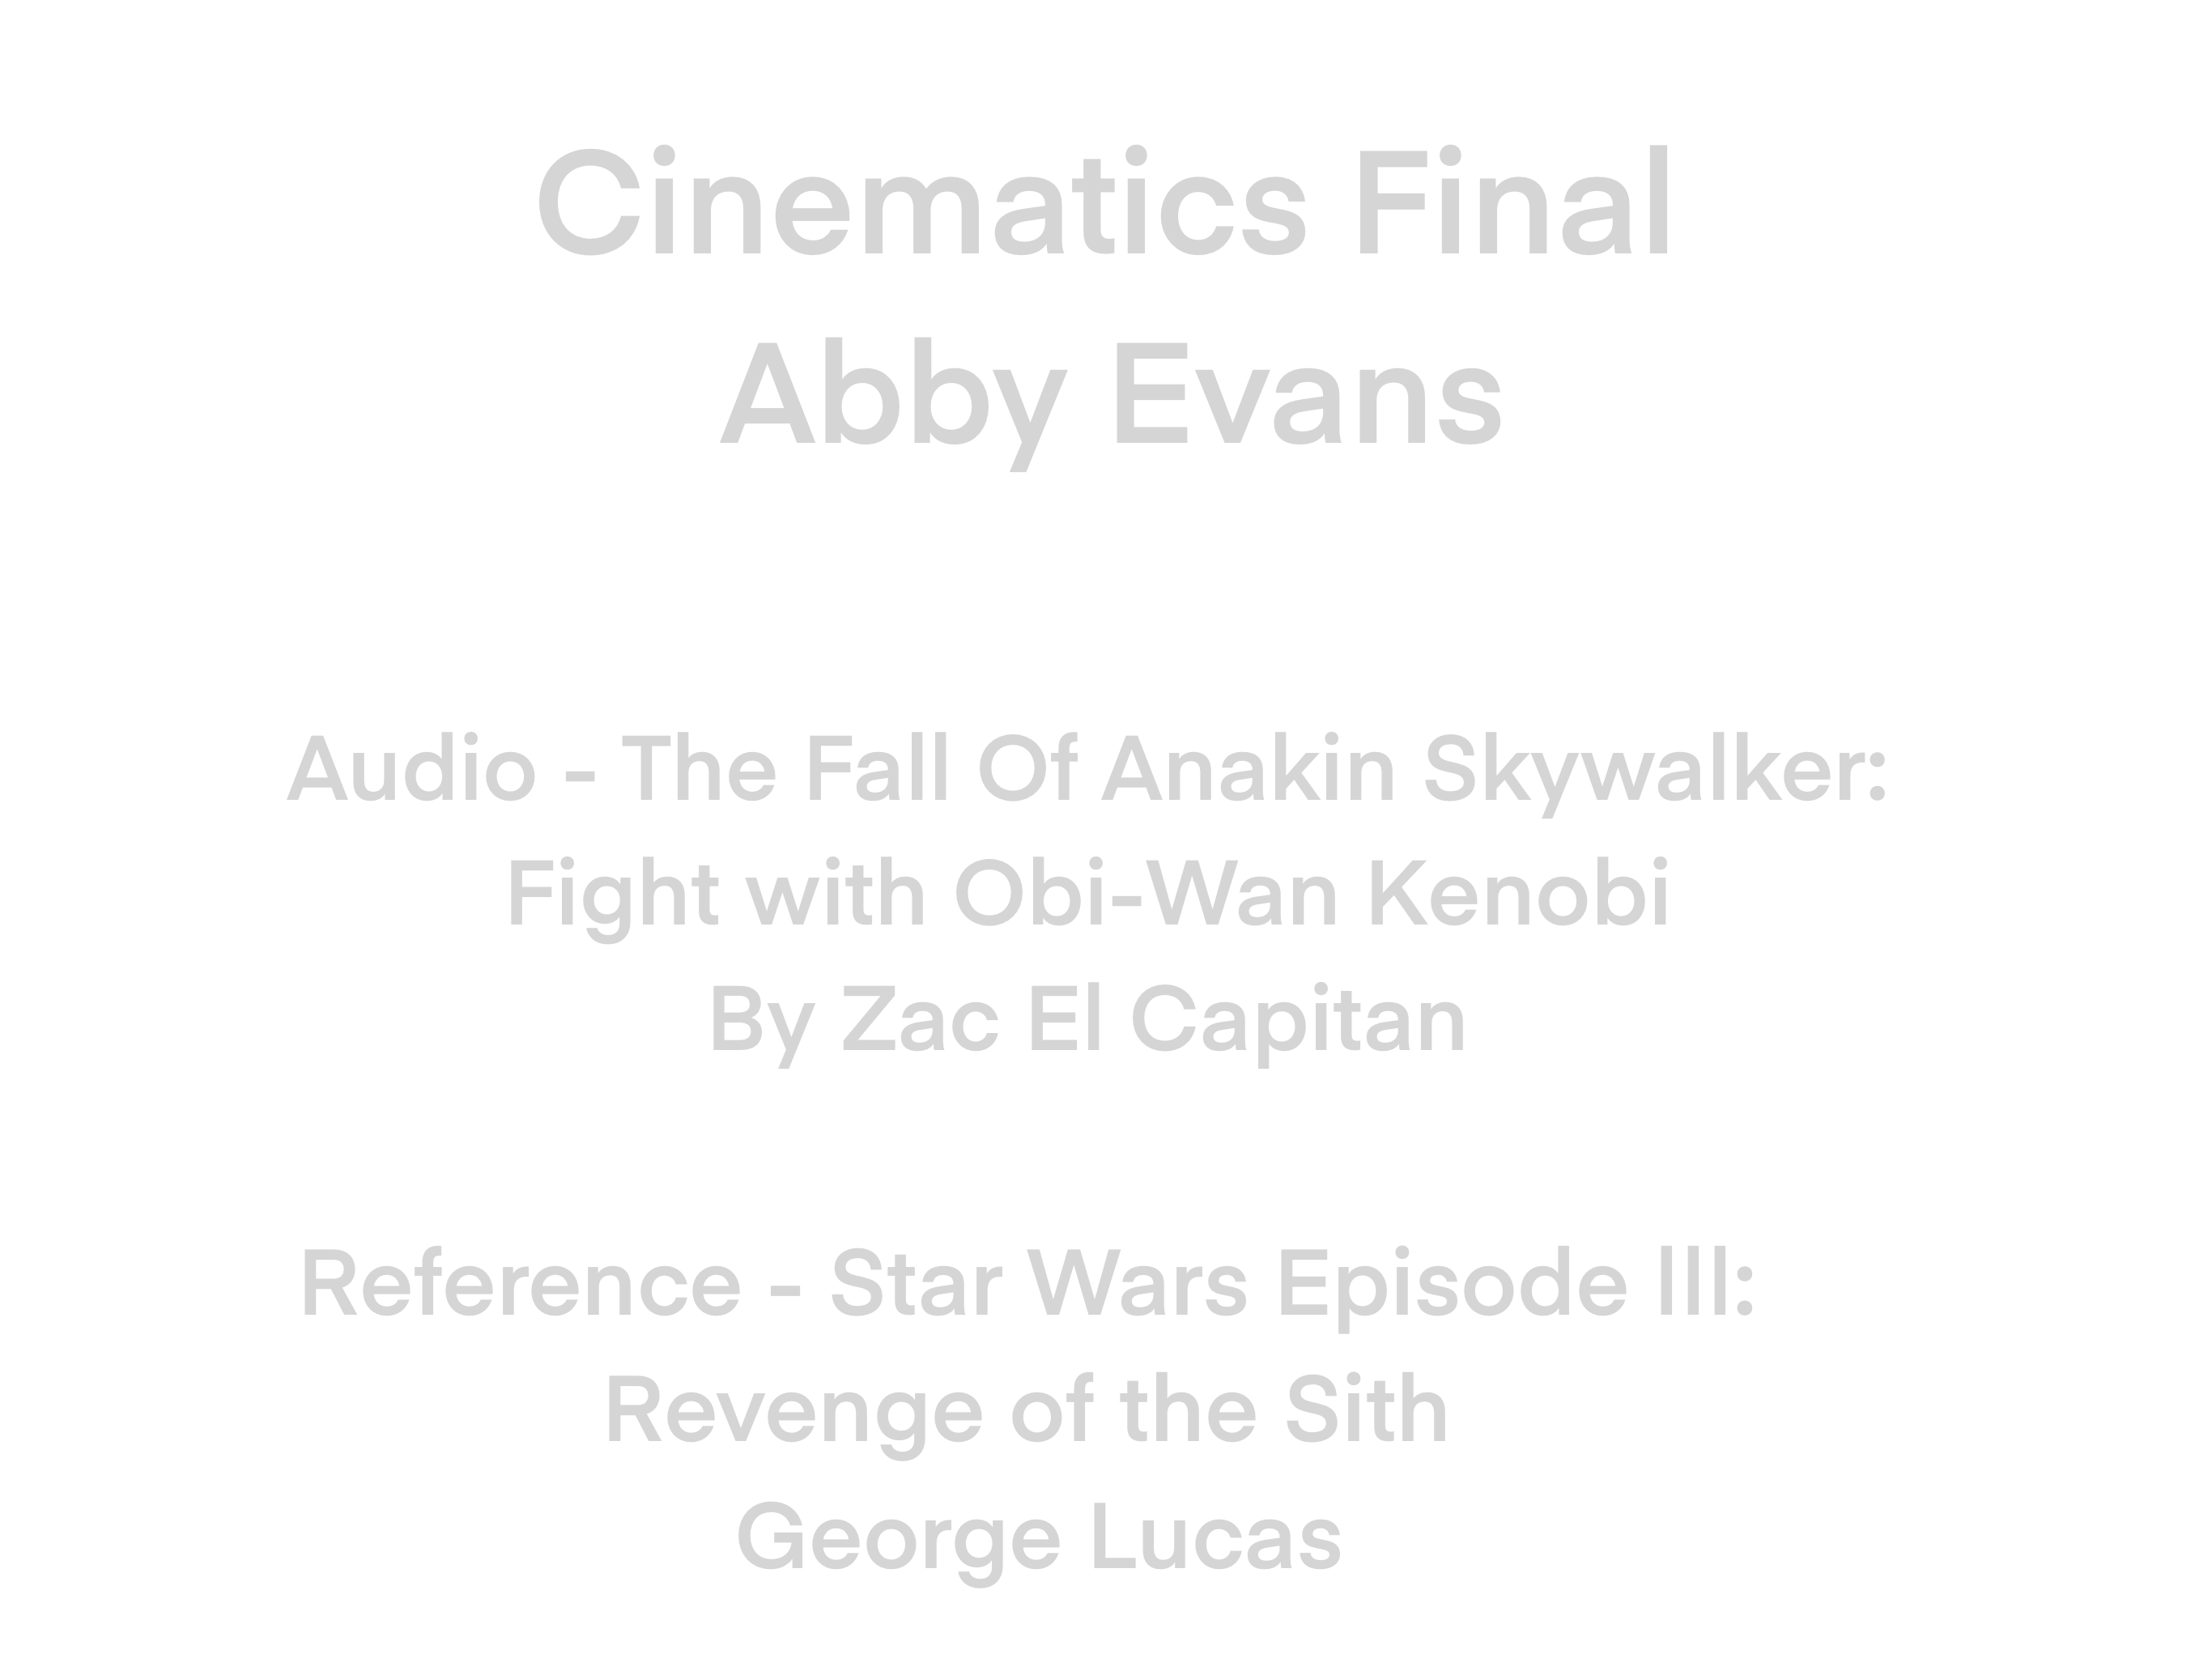 Cinematics Final
Abby Evans
Audio - The Fall Of Anakin Skywalker:
Fight with Obi-Wan Kenobi
By Zac El Capitan
Reference - Star Wars Episode III:
Revenge of the Sith
George Lucas